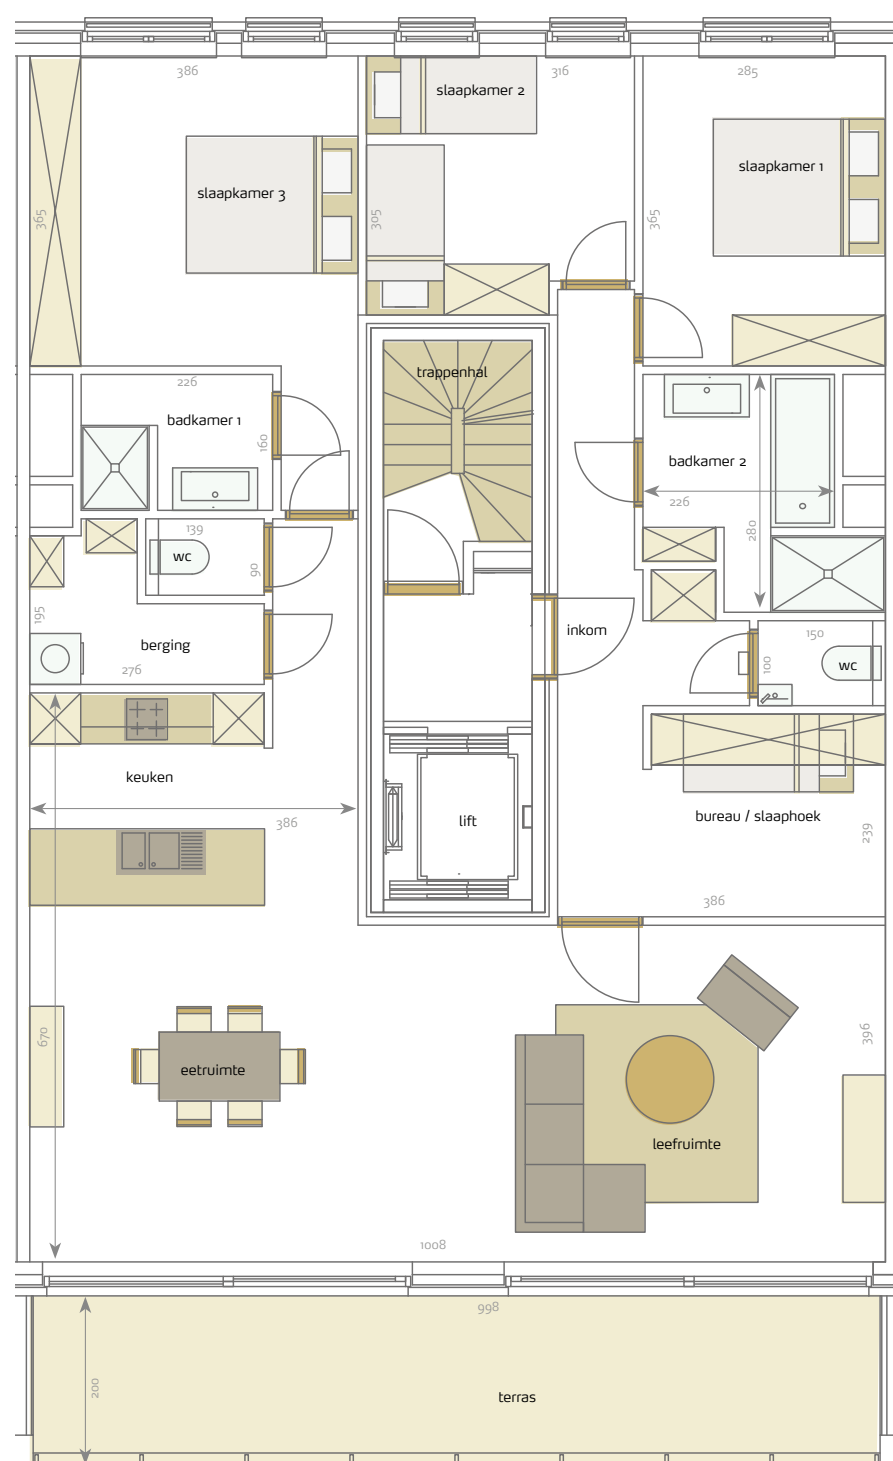 386
316
285
slaapkamer 2
slaapkamer 1
slaapkamer 3
365
305
365
trappenhal
226
badkamer 1
160
badkamer 2
226
280
139
wc
90
195
berging
276
inkom
150
100
wc
keuken
386
lift
bureau / slaaphoek
239
386
670
396
eetruimte
leefruimte
1008
998
200
terras